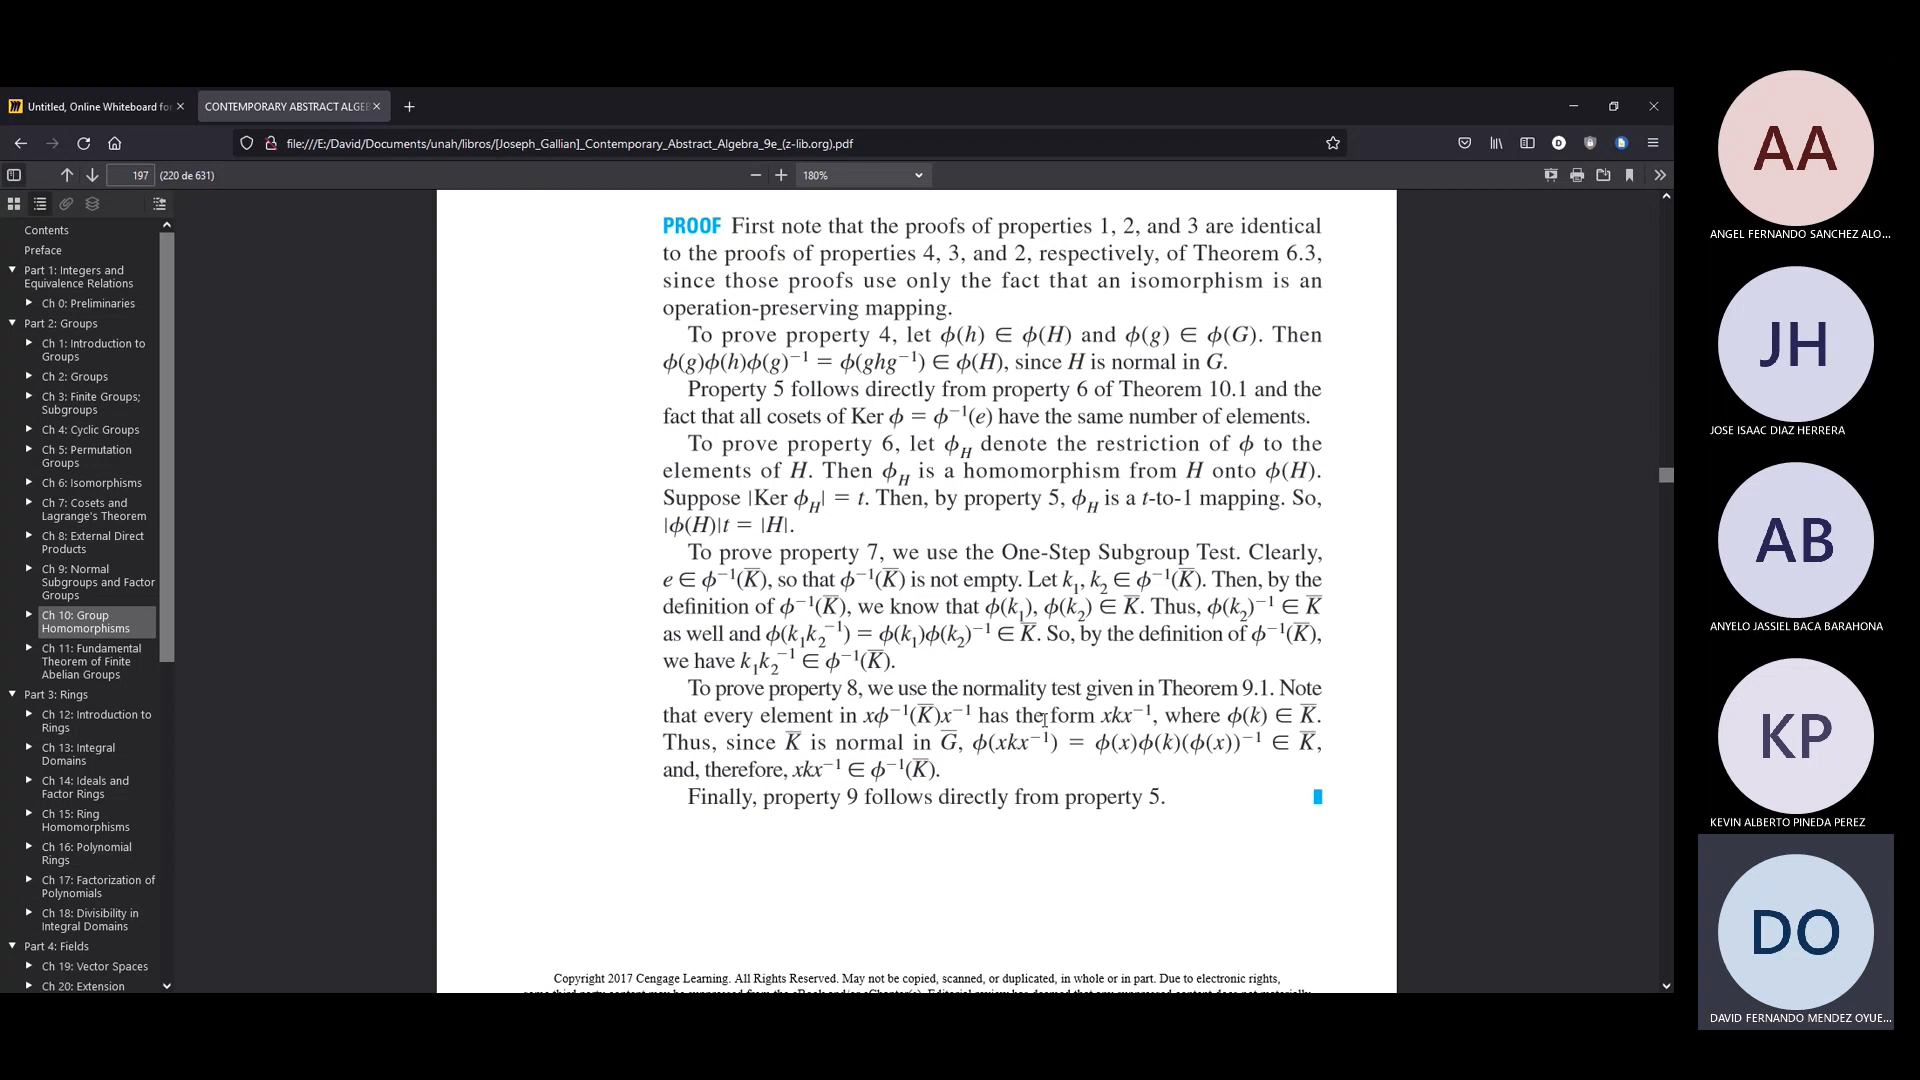 Untitled, Online Whiteboard for
CONTEMPORARY ABSTRACT ALGEB
file:///E:/David/Documents/unah/libros/[Joseph_Gallian]_Contemporary_Abstract_Algebra_9e_(z-lib.org).pdf
197 (220 de 631)
180%
Contents
Preface
Part 1: Integers and
Equivalence Relations
Ch 0: Preliminaries
Part 2: Groups
Ch 1: Introduction to
Groups
Ch 2: Groups
Ch 3: Finite Groups;
Subgroups
Ch 4: Cyclic Groups
Ch 5: Permutation
Groups
Ch 6: Isomorphisms
Ch 7: Cosets and
Lagrange's Theorem
Ch 8: External Direct
Products
Ch 9: Normal
Subgroups and Factor
Groups
Ch 10: Group
Homomorphisms
Ch 11: Fundamental
Theorem of Finite
Abelian Groups
Part 3: Rings
Ch 12: Introduction to
Rings
Ch 13: Integral
Domains
Ch 14: Ideals and
Factor Rings
Ch 15: Ring
Homomorphisms
Ch 16: Polynomial
Rings
Ch 17: Factorization of
Polynomials
Ch 18: Divisibility in
Integral Domains
Part 4: Fields
Ch 19: Vector Spaces
Ch 20: Extension
PROOF First note that the proofs of properties 1, 2, and 3 are identical
to the proofs of properties 4, 3, and 2, respectively, of Theorem 6.3,
since those proofs use only the fact that an isomorphism is an
operation-preserving mapping.
To prove property 4, let ϕ(h) ∈ ϕ(H) and ϕ(g) ∈ ϕ(G). Then
ϕ(g)ϕ(h)ϕ(g)⁻¹ = ϕ(ghg⁻¹) ∈ ϕ(H), since H is normal in G.
Property 5 follows directly from property 6 of Theorem 10.1 and the
fact that all cosets of Ker ϕ = ϕ⁻¹(e) have the same number of elements.
To prove property 6, let ϕ_H denote the restriction of ϕ to the
elements of H. Then ϕ_H is a homomorphism from H onto ϕ(H).
Suppose |Ker ϕ_H| = t. Then, by property 5, ϕ_H is a t-to-1 mapping. So,
|ϕ(H)|t = |H|.
To prove property 7, we use the One-Step Subgroup Test. Clearly,
e ∈ ϕ⁻¹(K̅), so that ϕ⁻¹(K̅) is not empty. Let k₁, k₂ ∈ ϕ⁻¹(K̅). Then, by the
definition of ϕ⁻¹(K̅), we know that ϕ(k₁), ϕ(k₂) ∈ K̅. Thus, ϕ(k₂)⁻¹ ∈ K̅
as well and ϕ(k₁k₂⁻¹) = ϕ(k₁)ϕ(k₂)⁻¹ ∈ K̅. So, by the definition of ϕ⁻¹(K̅),
we have k₁k₂⁻¹ ∈ ϕ⁻¹(K̅).
To prove property 8, we use the normality test given in Theorem 9.1. Note
that every element in xϕ⁻¹(K̅)x⁻¹ has the form xkx⁻¹, where ϕ(k) ∈ K̅.
Thus, since K̅ is normal in G̅, ϕ(xkx⁻¹) = ϕ(x)ϕ(k)(ϕ(x))⁻¹ ∈ K̅,
and, therefore, xkx⁻¹ ∈ ϕ⁻¹(K̅).
Finally, property 9 follows directly from property 5.
Copyright 2017 Cengage Learning. All Rights Reserved. May not be copied, scanned, or duplicated, in whole or in part. Due to electronic rights,
AA
ANGEL FERNANDO SANCHEZ ALO...
JH
JOSE ISAAC DIAZ HERRERA
AB
ANYELO JASSIEL BACA BARAHONA
KP
KEVIN ALBERTO PINEDA PEREZ
DO
DAVID FERNANDO MENDEZ OYUE...